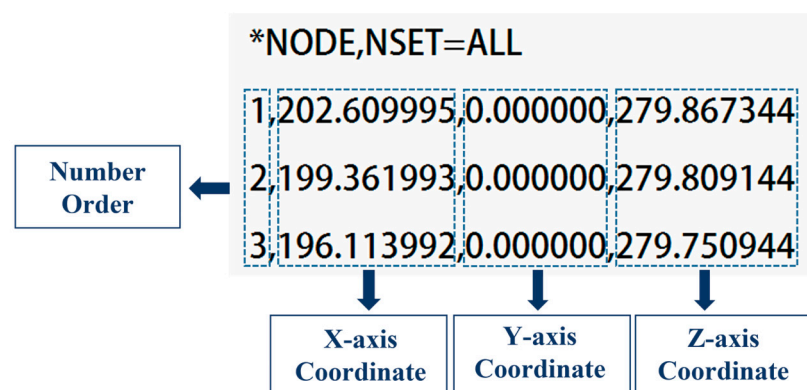 *NODE,NSET=ALL
1,202.609995,0.000000,279.867344
2,199.361993,0.000000,279.809144
3,196.113992,0.000000,279.750944
Number
Order
X-axis
Coordinate
Y-axis
Coordinate
Z-axis
Coordinate